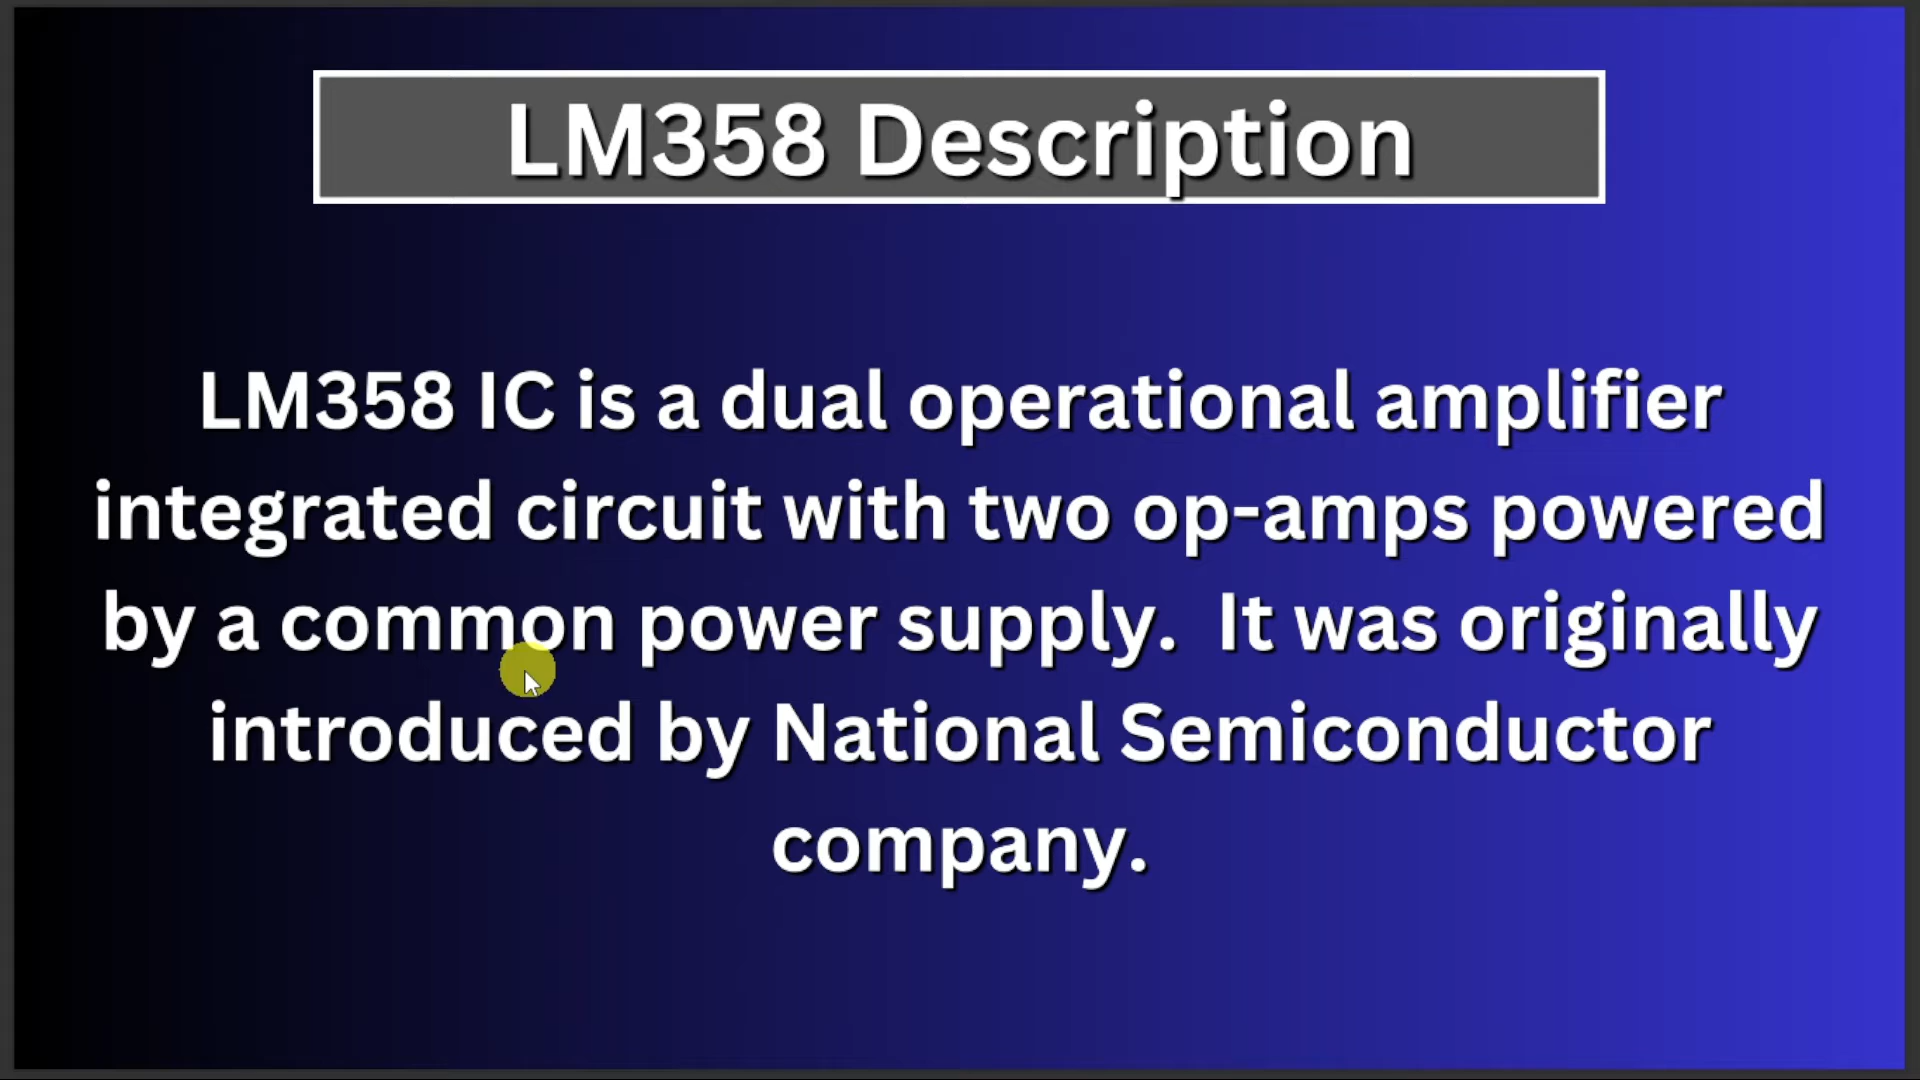 LM358 Description
LM358 IC is a dual operational amplifier
integrated circuit with two op-amps powered
by a common power supply.  It was originally
introduced by National Semiconductor
company.